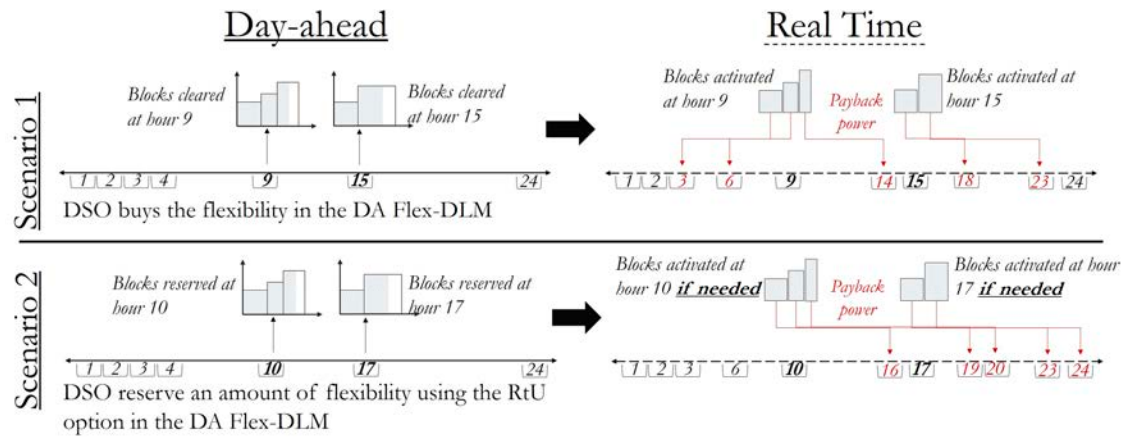 Day-ahead
Real Time
Scenario 1
Blocks cleared
at hour 9
Blocks cleared
at hour 15
Blocks activated
at hour 9
Payback
power
Blocks activated at
hour 15
1 2 3 4 9 15 24
1 2 3 6 9 14 15 18 23 24
DSO buys the flexibility in the DA Flex-DLM
Scenario 2
Blocks reserved at
hour 10
Blocks reserved at
hour 17
Blocks activated at
hour 10 if needed
Payback
power
Blocks activated at hour
17 if needed
1 2 3 4 10 17 24
1 2 3 6 10 16 17 19 20 23 24
DSO reserve an amount of flexibility using the RtU
option in the DA Flex-DLM